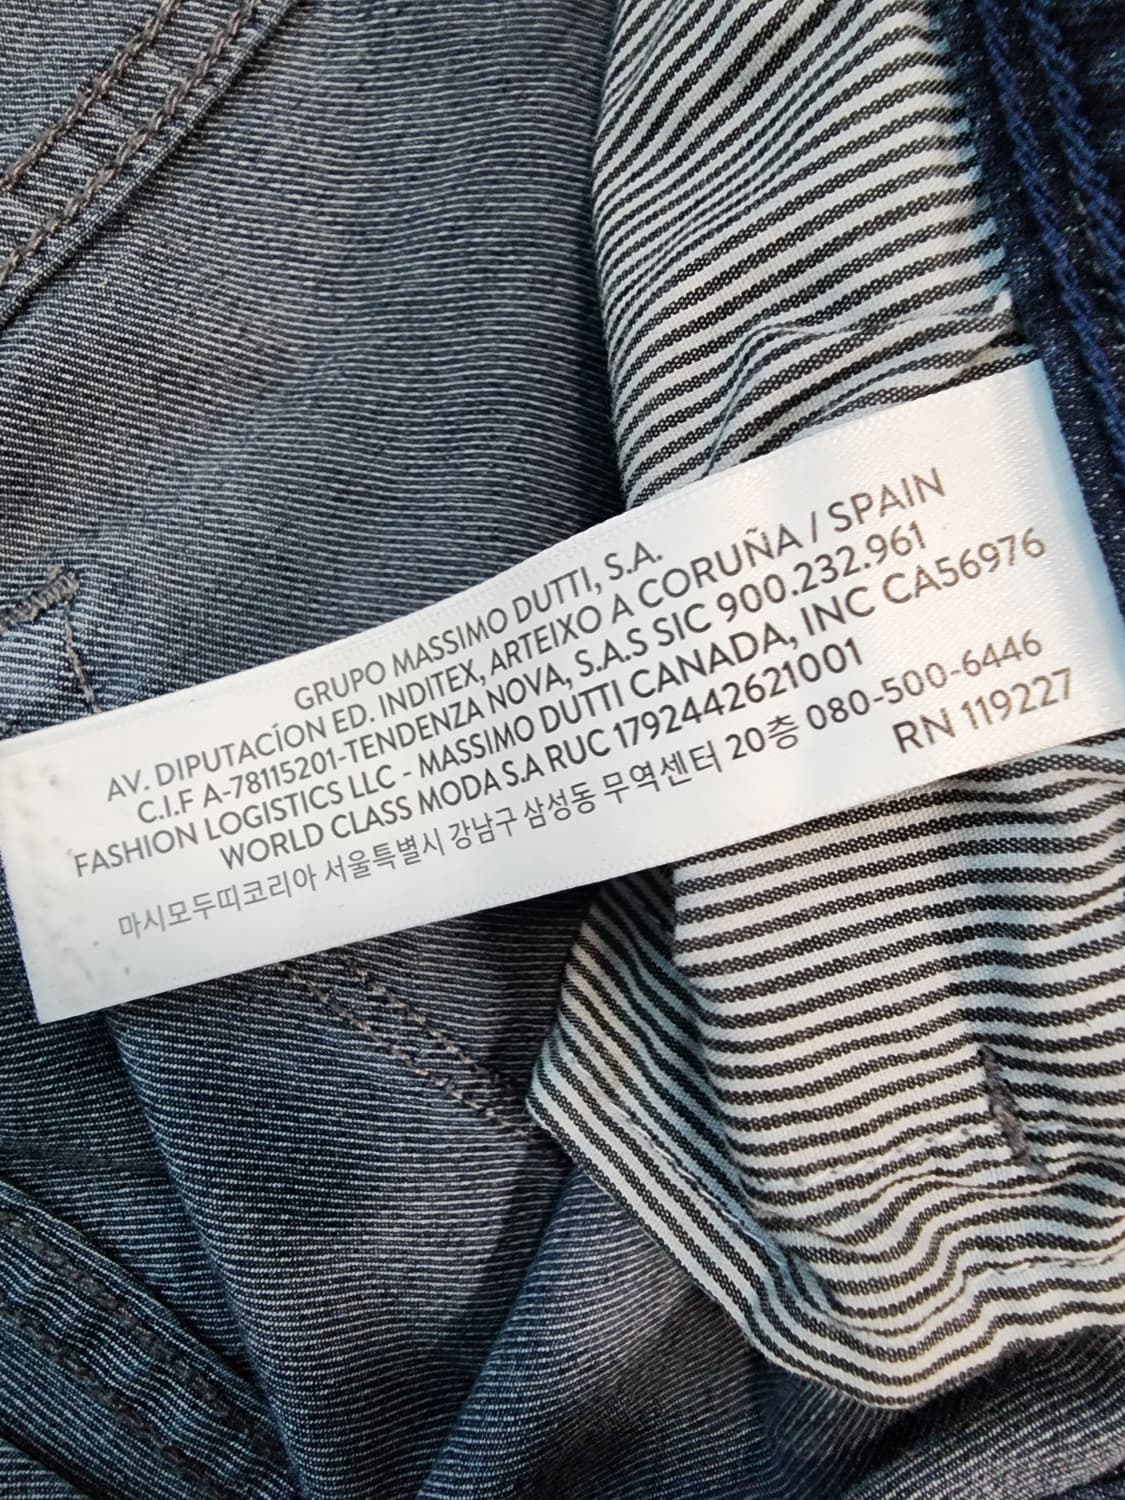 GRUPO MASSIMO DUTTI, S.A.
AV. DIPUTACÍON ED. INDITEX, ARTEIXO A CORUÑA / SPAIN
C.I.F A-78115201-TENDENZA NOVA, S.A.S SIC 900.232.961
FASHION LOGISTICS LLC - MASSIMO DUTTI CANADA, INC CA56976
WORLD CLASS MODA S.A RUC 1792442621001
마시모두띠코리아 서울특별시 강남구 삼성동 무역센터 20층 080-500-6446
RN 119227